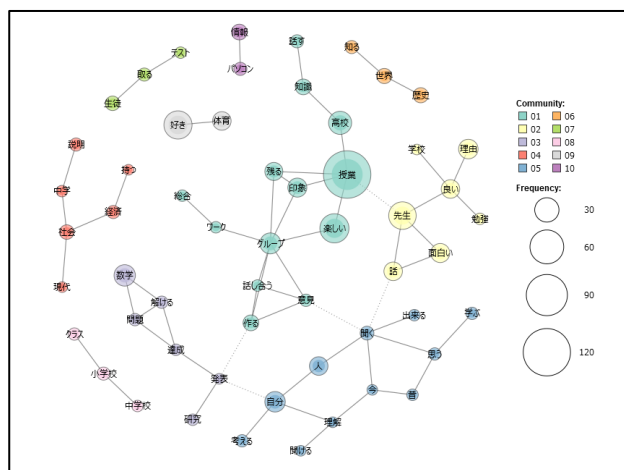 情報
パソコン
話す
知る
世界
歴史
テスト
取る
生徒
知識
好き
体育
高校
学校
理由
良い
勉強
説明
持つ
中学
経済
社会
現代
残る
印象
授業
総合
ワーク
楽しい
先生
グループ
面白い
話
数学
解ける
問題
達成
話し合う
意見
作る
聞く
出来る
学ぶ
思う
クラス
小学校
中学校
発表
研究
人
今
昔
自分
理解
考える
聞ける
Community:
01 06
02 07
03 08
04 09
05 10
Frequency:
30
60
90
120